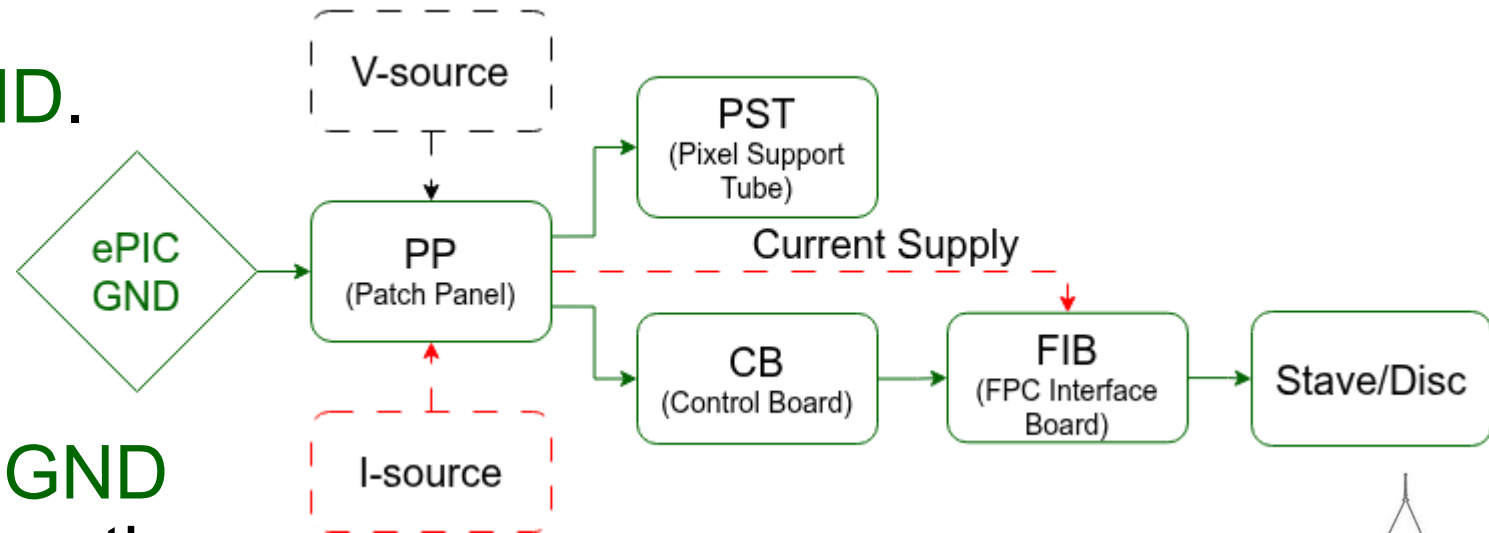 ND.
V-source
PST
(Pixel Support
Tube)
ePIC
GND
PP
(Patch Panel)
Current Supply
CB
(Control Board)
FIB
(FPC Interface
Board)
Stave/Disc
GND
I-source